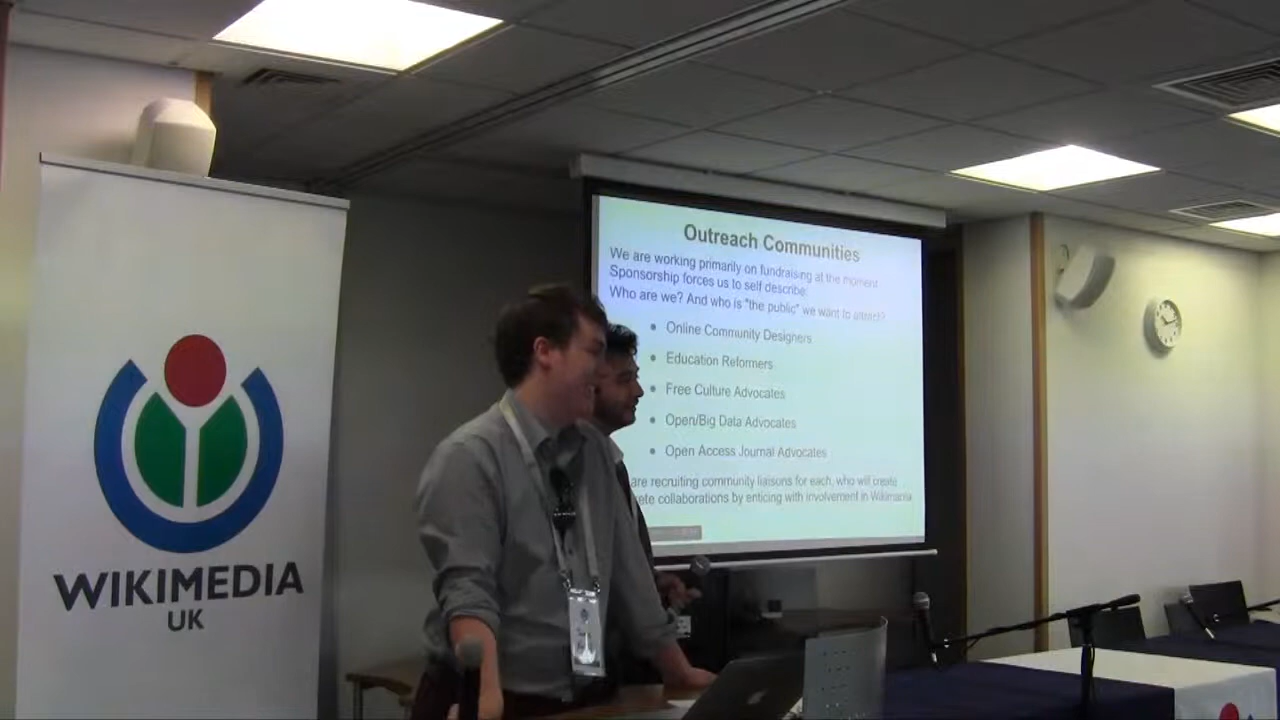 WIKIMEDIA
UK
Outreach Communities
We are working primarily on fundraising at the moment.
Sponsorship forces us to self describe:
Who are we? And who is "the public" we want to attract?
• Online Community Designers
• Education Reformers
• Free Culture Advocates
• Open/Big Data Advocates
• Open Access Journal Advocates
are recruiting community liaisons for each, who will create
collaborations by enticing with involvement in Wikimania